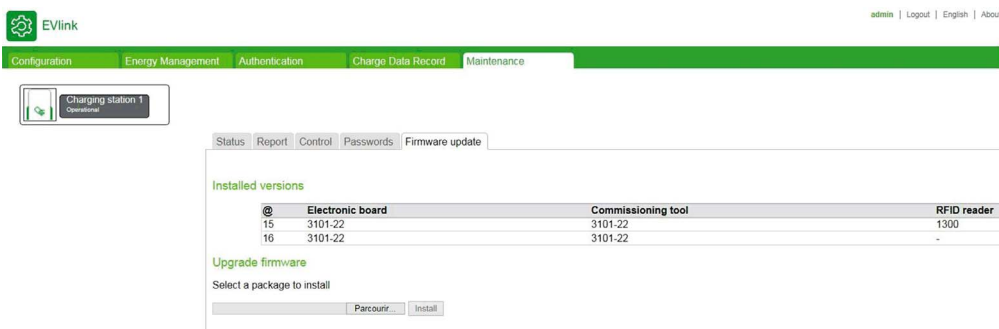 admin | Logout | English | Abou
EVlink
Configuration Energy Management Authentication Charge Data Record Maintenance
Charging station 1
Operational
Status Report Control Passwords Firmware update
Installed versions
@ Electronic board Commissioning tool RFID reader
15 3101-22 3101-22 1300
16 3101-22 3101-22 -
Upgrade firmware
Select a package to install
Parcourir... Install